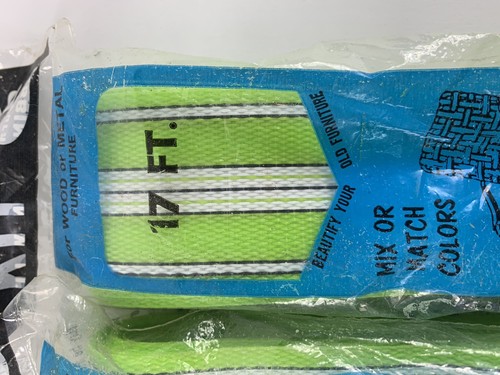 FOR WOOD OR METAL
FURNITURE
17 FT.
BEAUTIFY YOUR
OLD FURNITURE
MIX OR
MATCH
COLORS